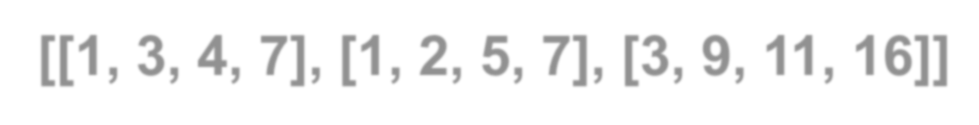 [[1, 3, 4, 7], [1, 2, 5, 7], [3, 9, 11, 16]]